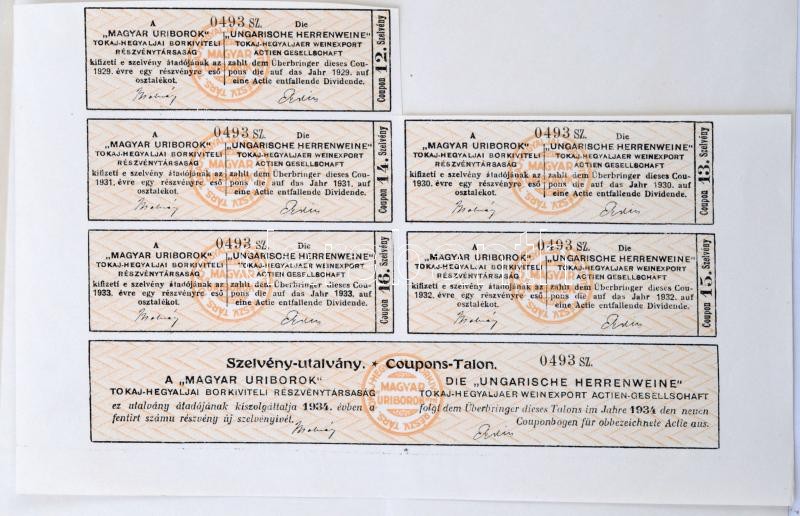 A
„MAGYAR URIBOROK"
TOKAJ-HEGYALJAI BORKIVITELI
RÉSZVÉNYTÁRSASÁG
kifizeti e szelvény átadójának az
1929. évre egy részvényre eső
osztalékot.
0493 SZ.
Die
„UNGARISCHE HERRENWEINE"
TOKAJ-HEGYALJAER WEINEXPORT
ACTIEN GESELLSCHAFT
zahlt dem Überbringer dieses Cou-
pons die auf das Jahr 1929. auf
eine Actie entfallende Dividende.
Coupon 12. Szelvény
A
„MAGYAR URIBOROK"
TOKAJ-HEGYALJAI BORKIVITELI
RÉSZVÉNYTÁRSASÁG
kifizeti e szelvény átadójának az
1931. évre egy részvényre eső
osztalékot.
0493 SZ.
Die
„UNGARISCHE HERRENWEINE"
TOKAJ-HEGYALJAER WEINEXPORT
ACTIEN GESELLSCHAFT
zahlt dem Überbringer dieses Cou-
pons die auf das Jahr 1931. auf
eine Actie entfallende Dividende.
Coupon 14. Szelvény
A
„MAGYAR URIBOROK"
TOKAJ-HEGYALJAI BORKIVITELI
RÉSZVÉNYTÁRSASÁG
kifizeti e szelvény átadójának az
1930. évre egy részvényre eső
osztalékot.
0493 SZ.
Die
„UNGARISCHE HERRENWEINE"
TOKAJ-HEGYALJAER WEINEXPORT
ACTIEN GESELLSCHAFT
zahlt dem Überbringer dieses Cou-
pons die auf das Jahr 1930. auf
eine Actie entfallende Dividende.
Coupon 13. Szelvény
A
„MAGYAR URIBOROK"
TOKAJ-HEGYALJAI BORKIVITELI
RÉSZVÉNYTÁRSASÁG
kifizeti e szelvény átadójának az
1933. évre egy részvényre eső
osztalékot.
0493 SZ.
Die
„UNGARISCHE HERRENWEINE"
TOKAJ-HEGYALJAER WEINEXPORT
ACTIEN GESELLSCHAFT
zahlt dem Überbringer dieses Cou-
pons die auf das Jahr 1933. auf
eine Actie entfallende Dividende.
Coupon 16. Szelvény
A
„MAGYAR URIBOROK"
TOKAJ-HEGYALJAI BORKIVITELI
RÉSZVÉNYTÁRSASÁG
kifizeti e szelvény átadójának az
1932. évre egy részvényre eső
osztalékot.
0493 SZ.
Die
„UNGARISCHE HERRENWEINE"
TOKAJ-HEGYALJAER WEINEXPORT
ACTIEN GESELLSCHAFT
zahlt dem Überbringer dieses Cou-
pons die auf das Jahr 1932. auf
eine Actie entfallende Dividende.
Coupon 15. Szelvény
Szelvény-utalvány. * Coupons-Talon. 0493 SZ.
A „MAGYAR URIBOROK"
TOKAJ-HEGYALJAI BORKIVITELI RÉSZVÉNYTÁRSASÁG
ez utalvány átadójának kiszolgáltatja 1934. évben a
fentirt számu részvény új szelvényívét.
MAGYAR
URIBOROK
DIE „UNGARISCHE HERRENWEINE"
TOKAJ-HEGYALJAER WEINEXPORT ACTIEN-GESELLSCHAFT
folgt dem Überbringer dieses Talons im Jahre 1934 den neuen
Couponbogen für obbezeichnete Actie aus.